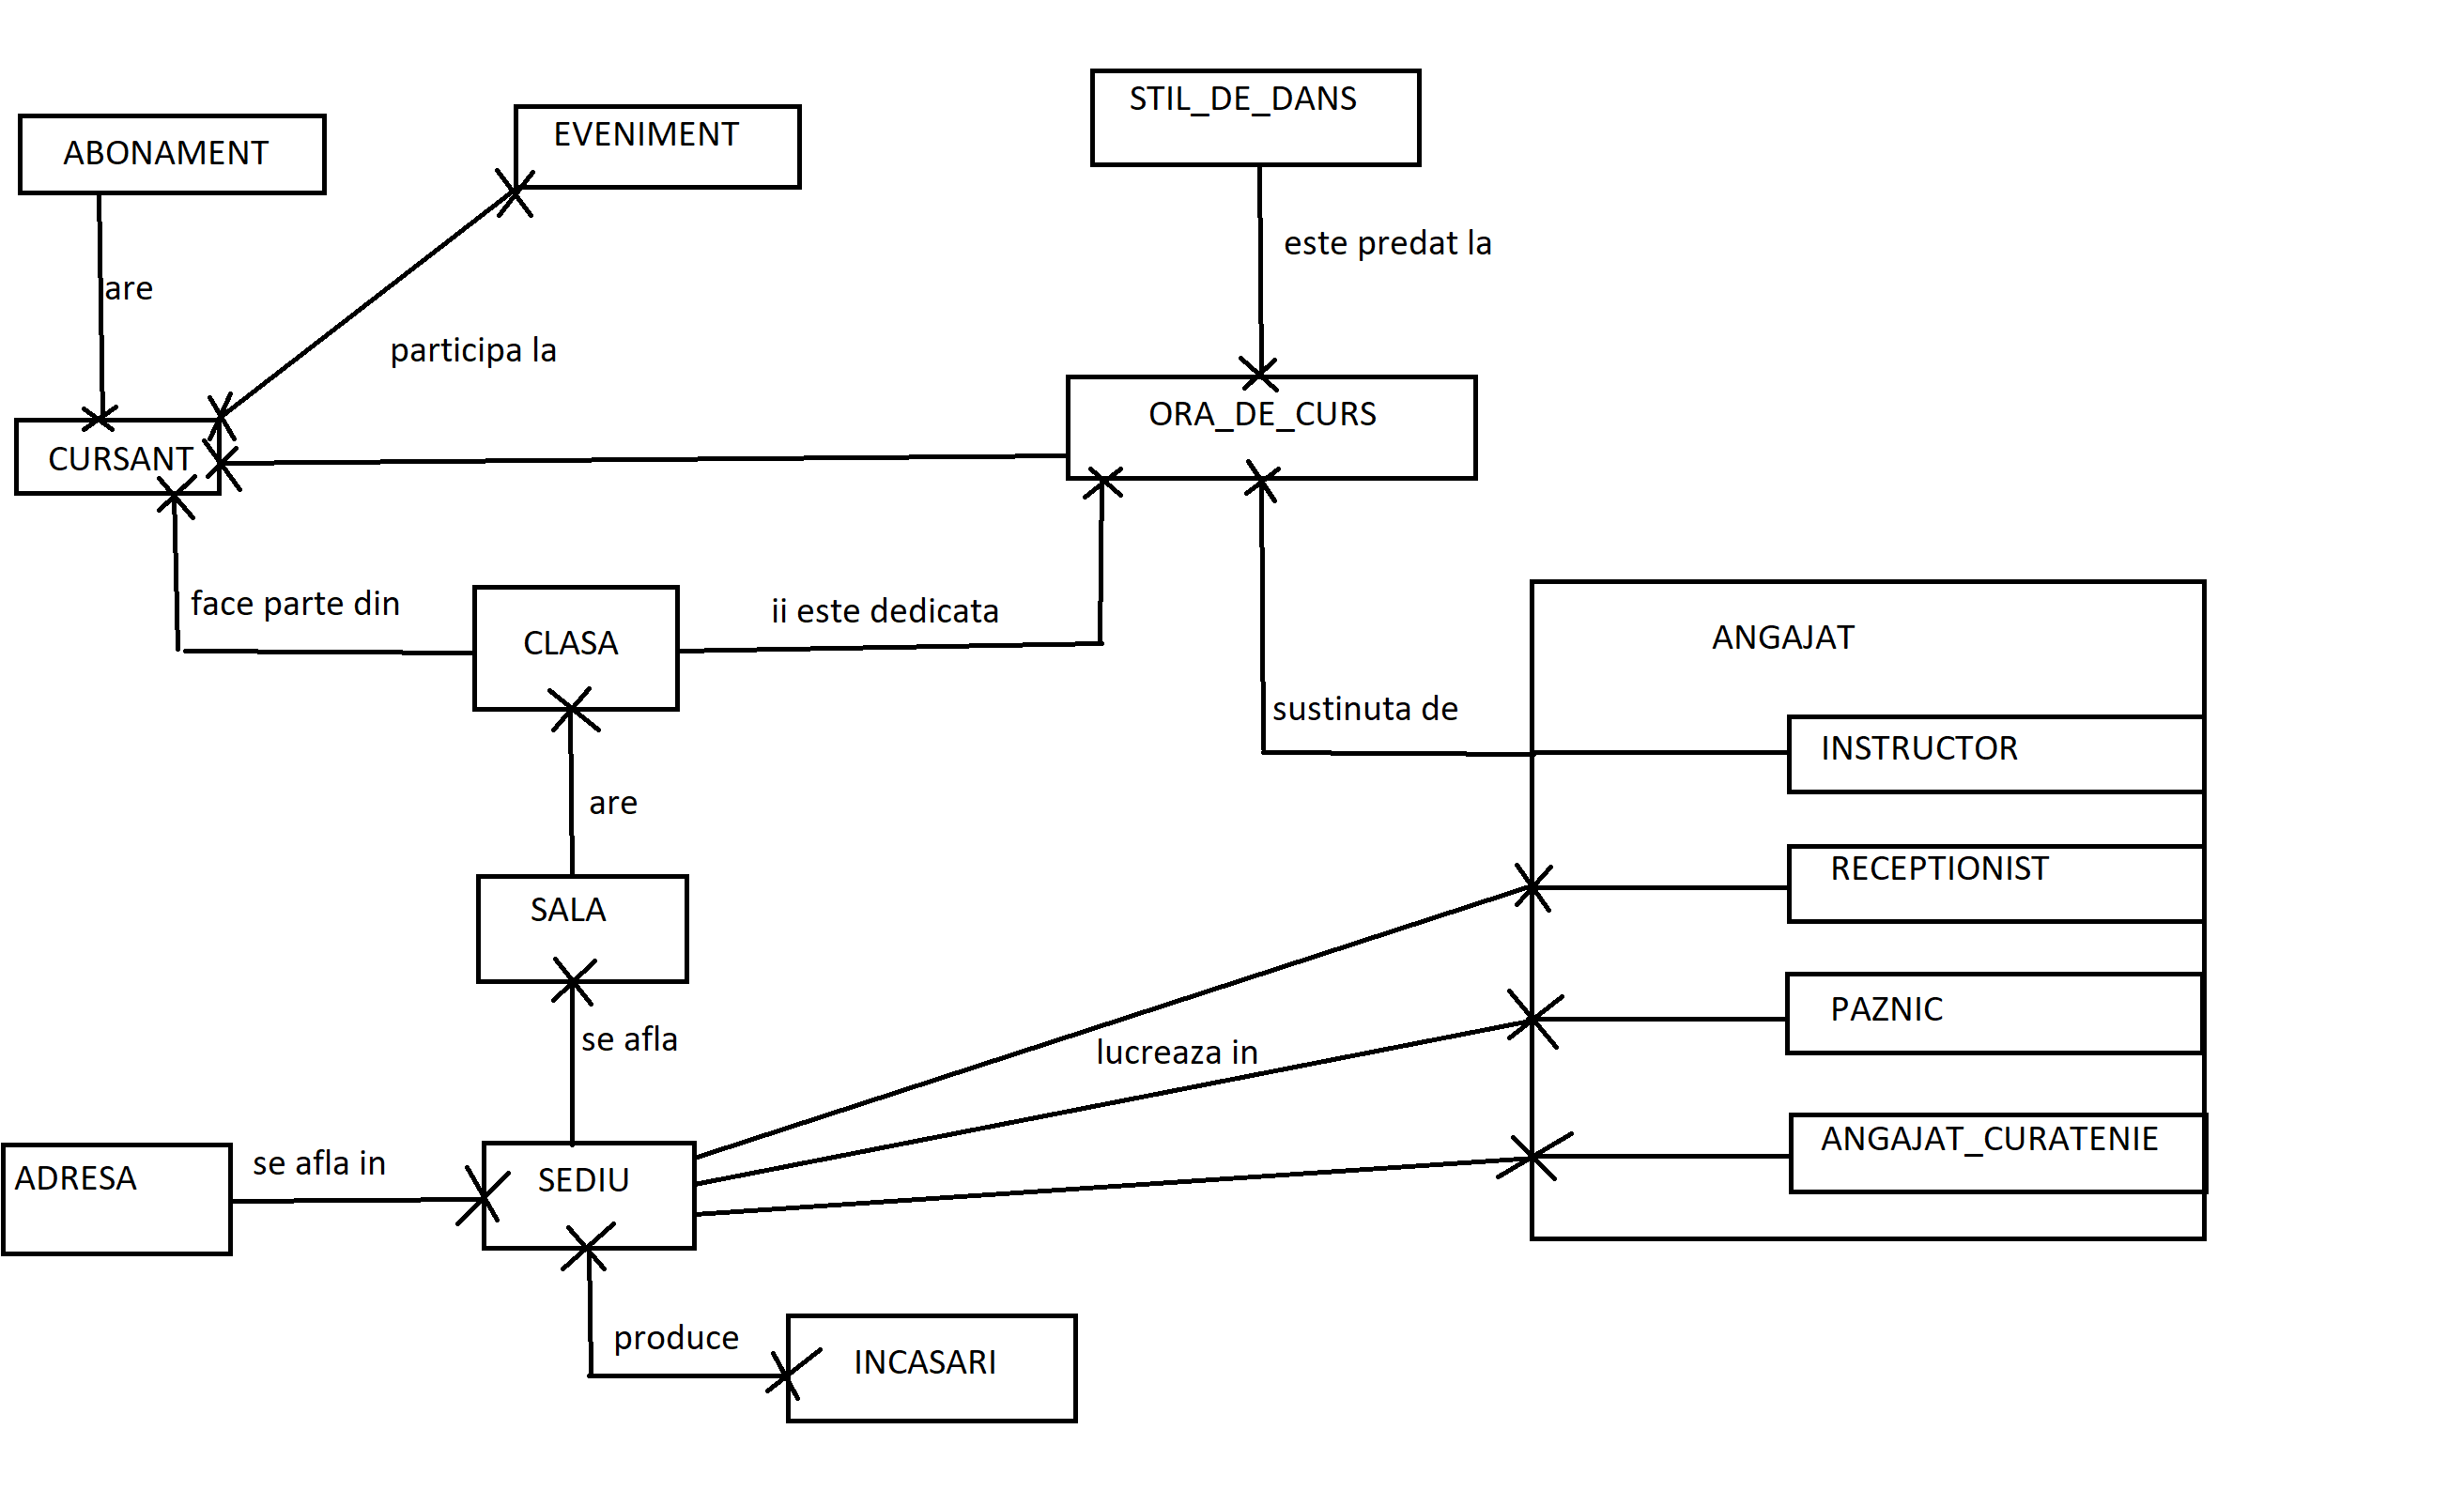 STIL_DE_DANS
EVENIMENT
ABONAMENT
este predat la
are
participa la
ORA_DE_CURS
CURSANT
face parte din
ii este dedicata
CLASA
ANGAJAT
sustinuta de
INSTRUCTOR
are
RECEPTIONIST
SALA
PAZNIC
se afla
lucreaza in
ANGAJAT_CURATENIE
se afla in
ADRESA
SEDIU
produce
INCASARI